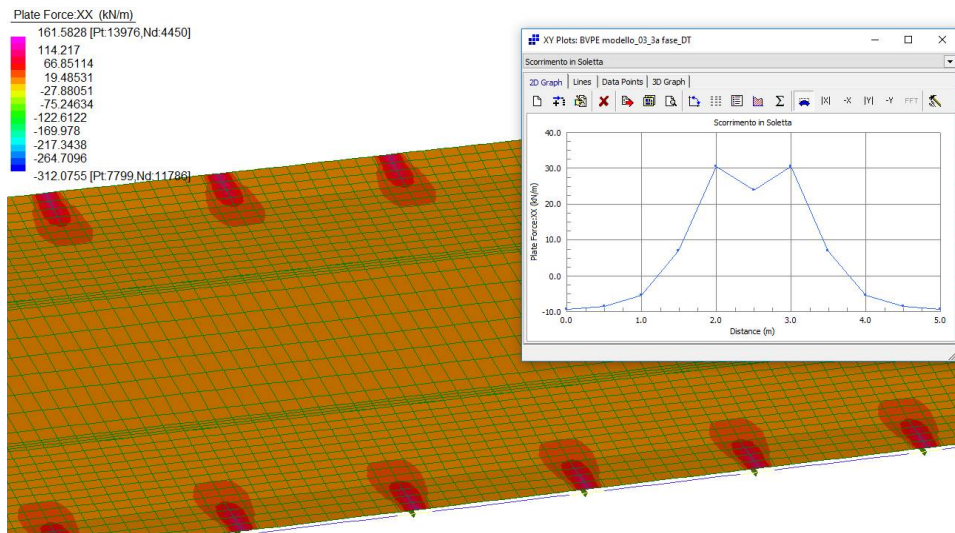 Plate Force:XX (kN/m)
161.5828 [Pt:13976,Nd:4450]
114.217
66.85114
19.48531
-27.88051
-75.24634
-122.6122
-169.978
-217.3438
-264.7096
-312.0755 [Pt:7799,Nd:11786]
XY Plots: BVPE modello_03_3a fase_DT
Scorrimento in Soletta
2D Graph Lines Data Points 3D Graph
|X| -X |Y| -Y FFT
Scorrimento in Soletta
Plate Force:XX (kN/m)
40.0
30.0
20.0
10.0
0.0
-10.0
0.0 1.0 2.0 3.0 4.0 5.0
Distance (m)